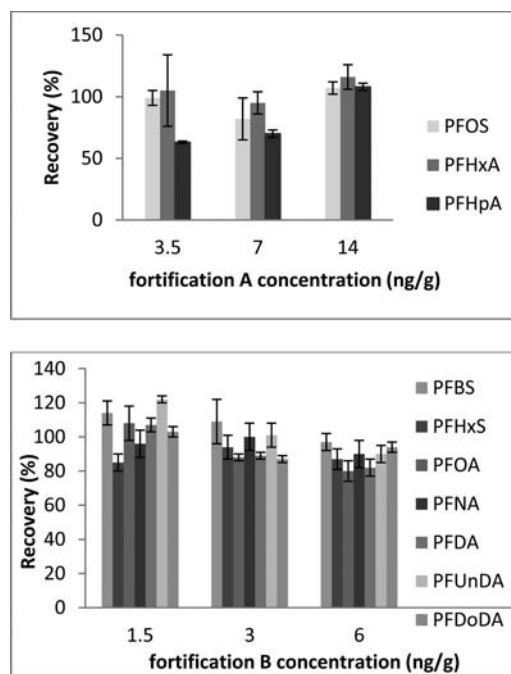 150
100
50
0
Recovery (%)
3.5 7 14
fortification A concentration (ng/g)
PFOS
PFHxA
PFHpA
140
120
100
80
60
40
20
0
Recovery (%)
1.5 3 6
fortification B concentration (ng/g)
PFBS
PFHxS
PFOA
PFNA
PFDA
PFUnDA
PFDoDA